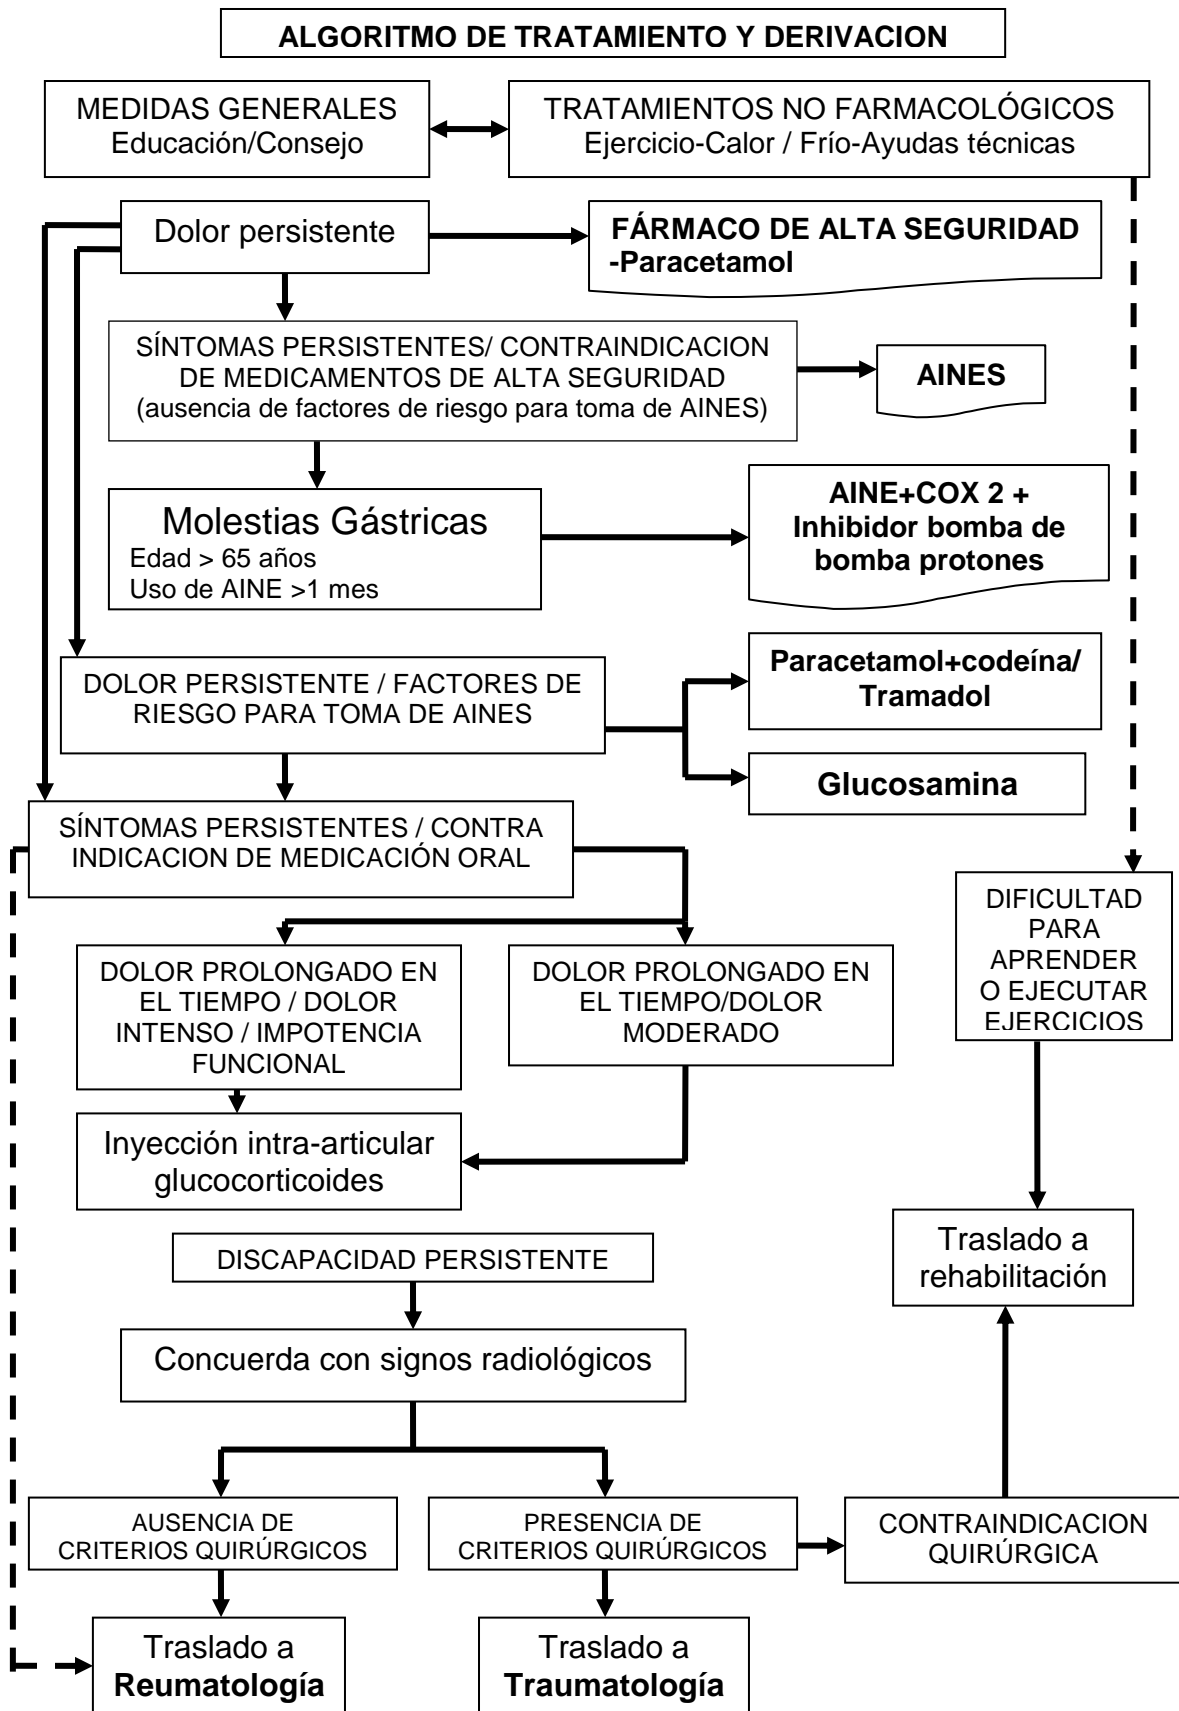 ALGORITMO DE TRATAMIENTO Y DERIVACION
MEDIDAS GENERALES
Educación/Consejo
TRATAMIENTOS NO FARMACOLÓGICOS
Ejercicio-Calor / Frío-Ayudas técnicas
Dolor persistente
FÁRMACO DE ALTA SEGURIDAD
-Paracetamol
SÍNTOMAS PERSISTENTES/ CONTRAINDICACION
DE MEDICAMENTOS DE ALTA SEGURIDAD
(ausencia de factores de riesgo para toma de AINES)
AINES
Molestias Gástricas
Edad > 65 años
Uso de AINE >1 mes
AINE+COX 2 +
Inhibidor bomba de
bomba protones
DOLOR PERSISTENTE / FACTORES DE
RIESGO PARA TOMA DE AINES
Paracetamol+codeína/
Tramadol
Glucosamina
SÍNTOMAS PERSISTENTES / CONTRA
INDICACION DE MEDICACIÓN ORAL
DIFICULTAD
PARA
APRENDER
O EJECUTAR
EJERCICIOS
DOLOR PROLONGADO EN
EL TIEMPO / DOLOR
INTENSO / IMPOTENCIA
FUNCIONAL
DOLOR PROLONGADO EN
EL TIEMPO/DOLOR
MODERADO
Inyección intra-articular
glucocorticoides
Traslado a
rehabilitación
DISCAPACIDAD PERSISTENTE
Concuerda con signos radiológicos
AUSENCIA DE
CRITERIOS QUIRÚRGICOS
PRESENCIA DE
CRITERIOS QUIRÚRGICOS
CONTRAINDICACION
QUIRÚRGICA
Traslado a
Reumatología
Traslado a
Traumatología